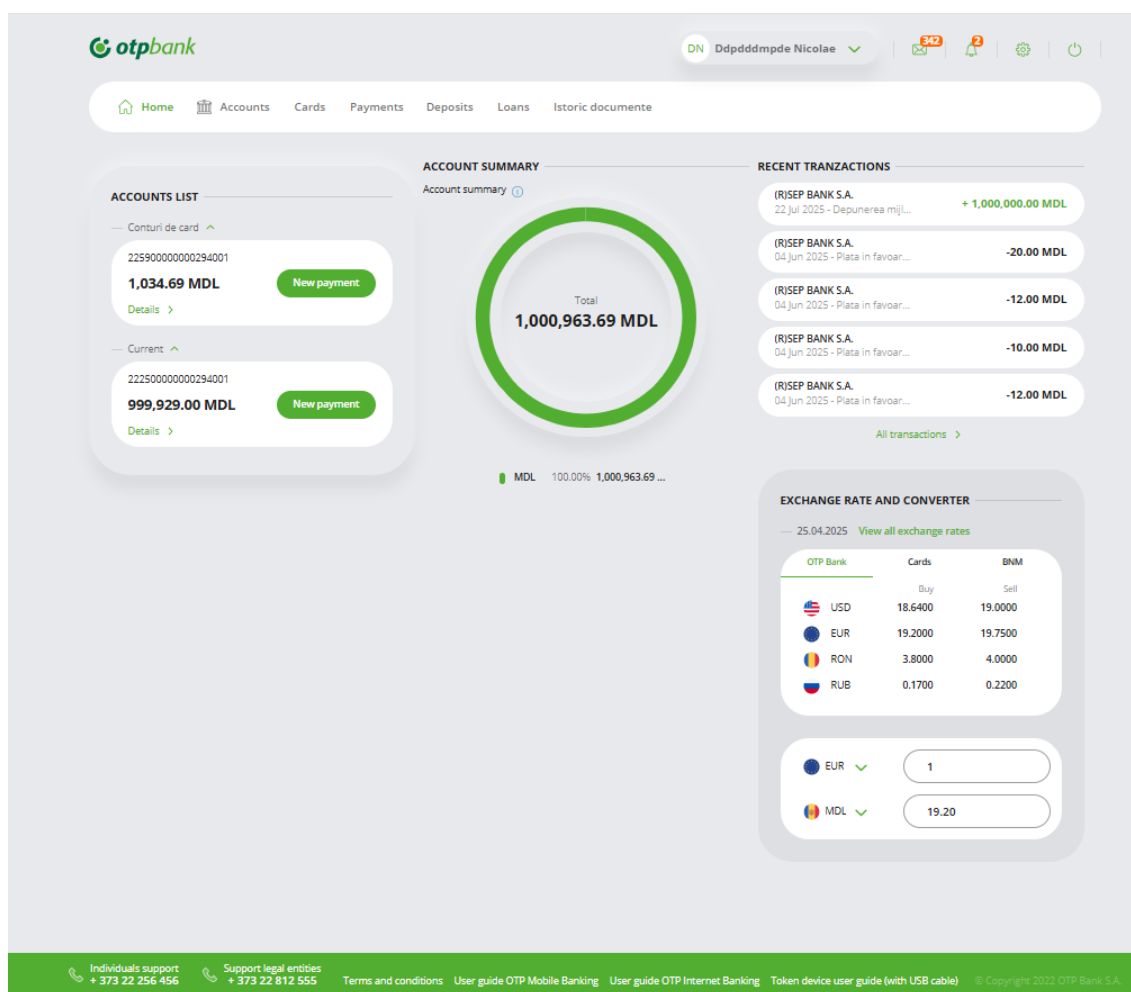 otpbank
DN Ddpdddmpde Nicolae
342
2
Home Accounts Cards Payments Deposits Loans Istoric documente
ACCOUNTS LIST
Conturi de card
225900000000294001
1,034.69 MDL
New payment
Details
Current
222500000000294001
999,929.00 MDL
New payment
Details
ACCOUNT SUMMARY
Account summary
Total
1,000,963.69 MDL
MDL 100.00% 1,000,963.69 ...
RECENT TRANZACTIONS
(R)SEP BANK S.A.
22 Jul 2025 - Depunerea mijl...
+ 1,000,000.00 MDL
(R)SEP BANK S.A.
04 Jun 2025 - Plata in favoar...
-20.00 MDL
(R)SEP BANK S.A.
04 Jun 2025 - Plata in favoar...
-12.00 MDL
(R)SEP BANK S.A.
04 Jun 2025 - Plata in favoar...
-10.00 MDL
(R)SEP BANK S.A.
04 Jun 2025 - Plata in favoar...
-12.00 MDL
All transactions
EXCHANGE RATE AND CONVERTER
25.04.2025 View all exchange rates
OTP Bank Cards BNM
Buy Sell
USD 18.6400 19.0000
EUR 19.2000 19.7500
RON 3.8000 4.0000
RUB 0.1700 0.2200
EUR 1
MDL 19.20
Individuals support
+ 373 22 256 456
Support legal entities
+ 373 22 812 555
Terms and conditions User guide OTP Mobile Banking User guide OTP Internet Banking Token device user guide (with USB cable) © Copyright 2022 OTP Bank S.A.